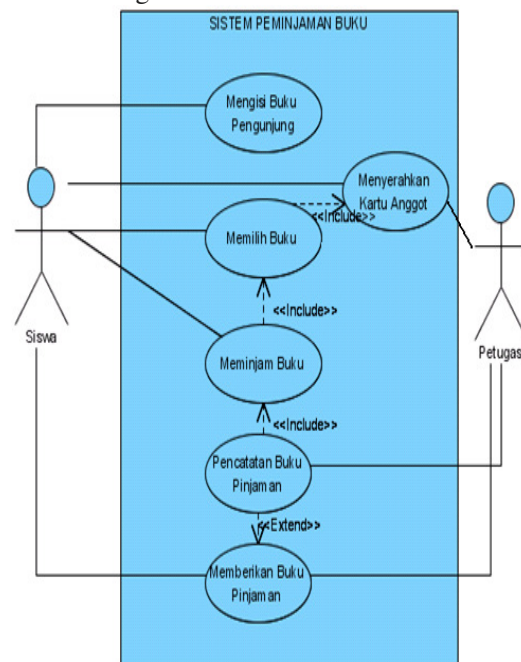 SISTEM PEMINJAMAN BUKU
Mengisi Buku
Pengunjung
Menyerahkan
Kartu Anggot
<<Include>>
Memilih Buku
<<Include>>
Siswa
Petugas
Meminjam Buku
<<Include>>
Pencatatan Buku
Pinjaman
<<Extend>>
Memberikan Buku
Pinjaman